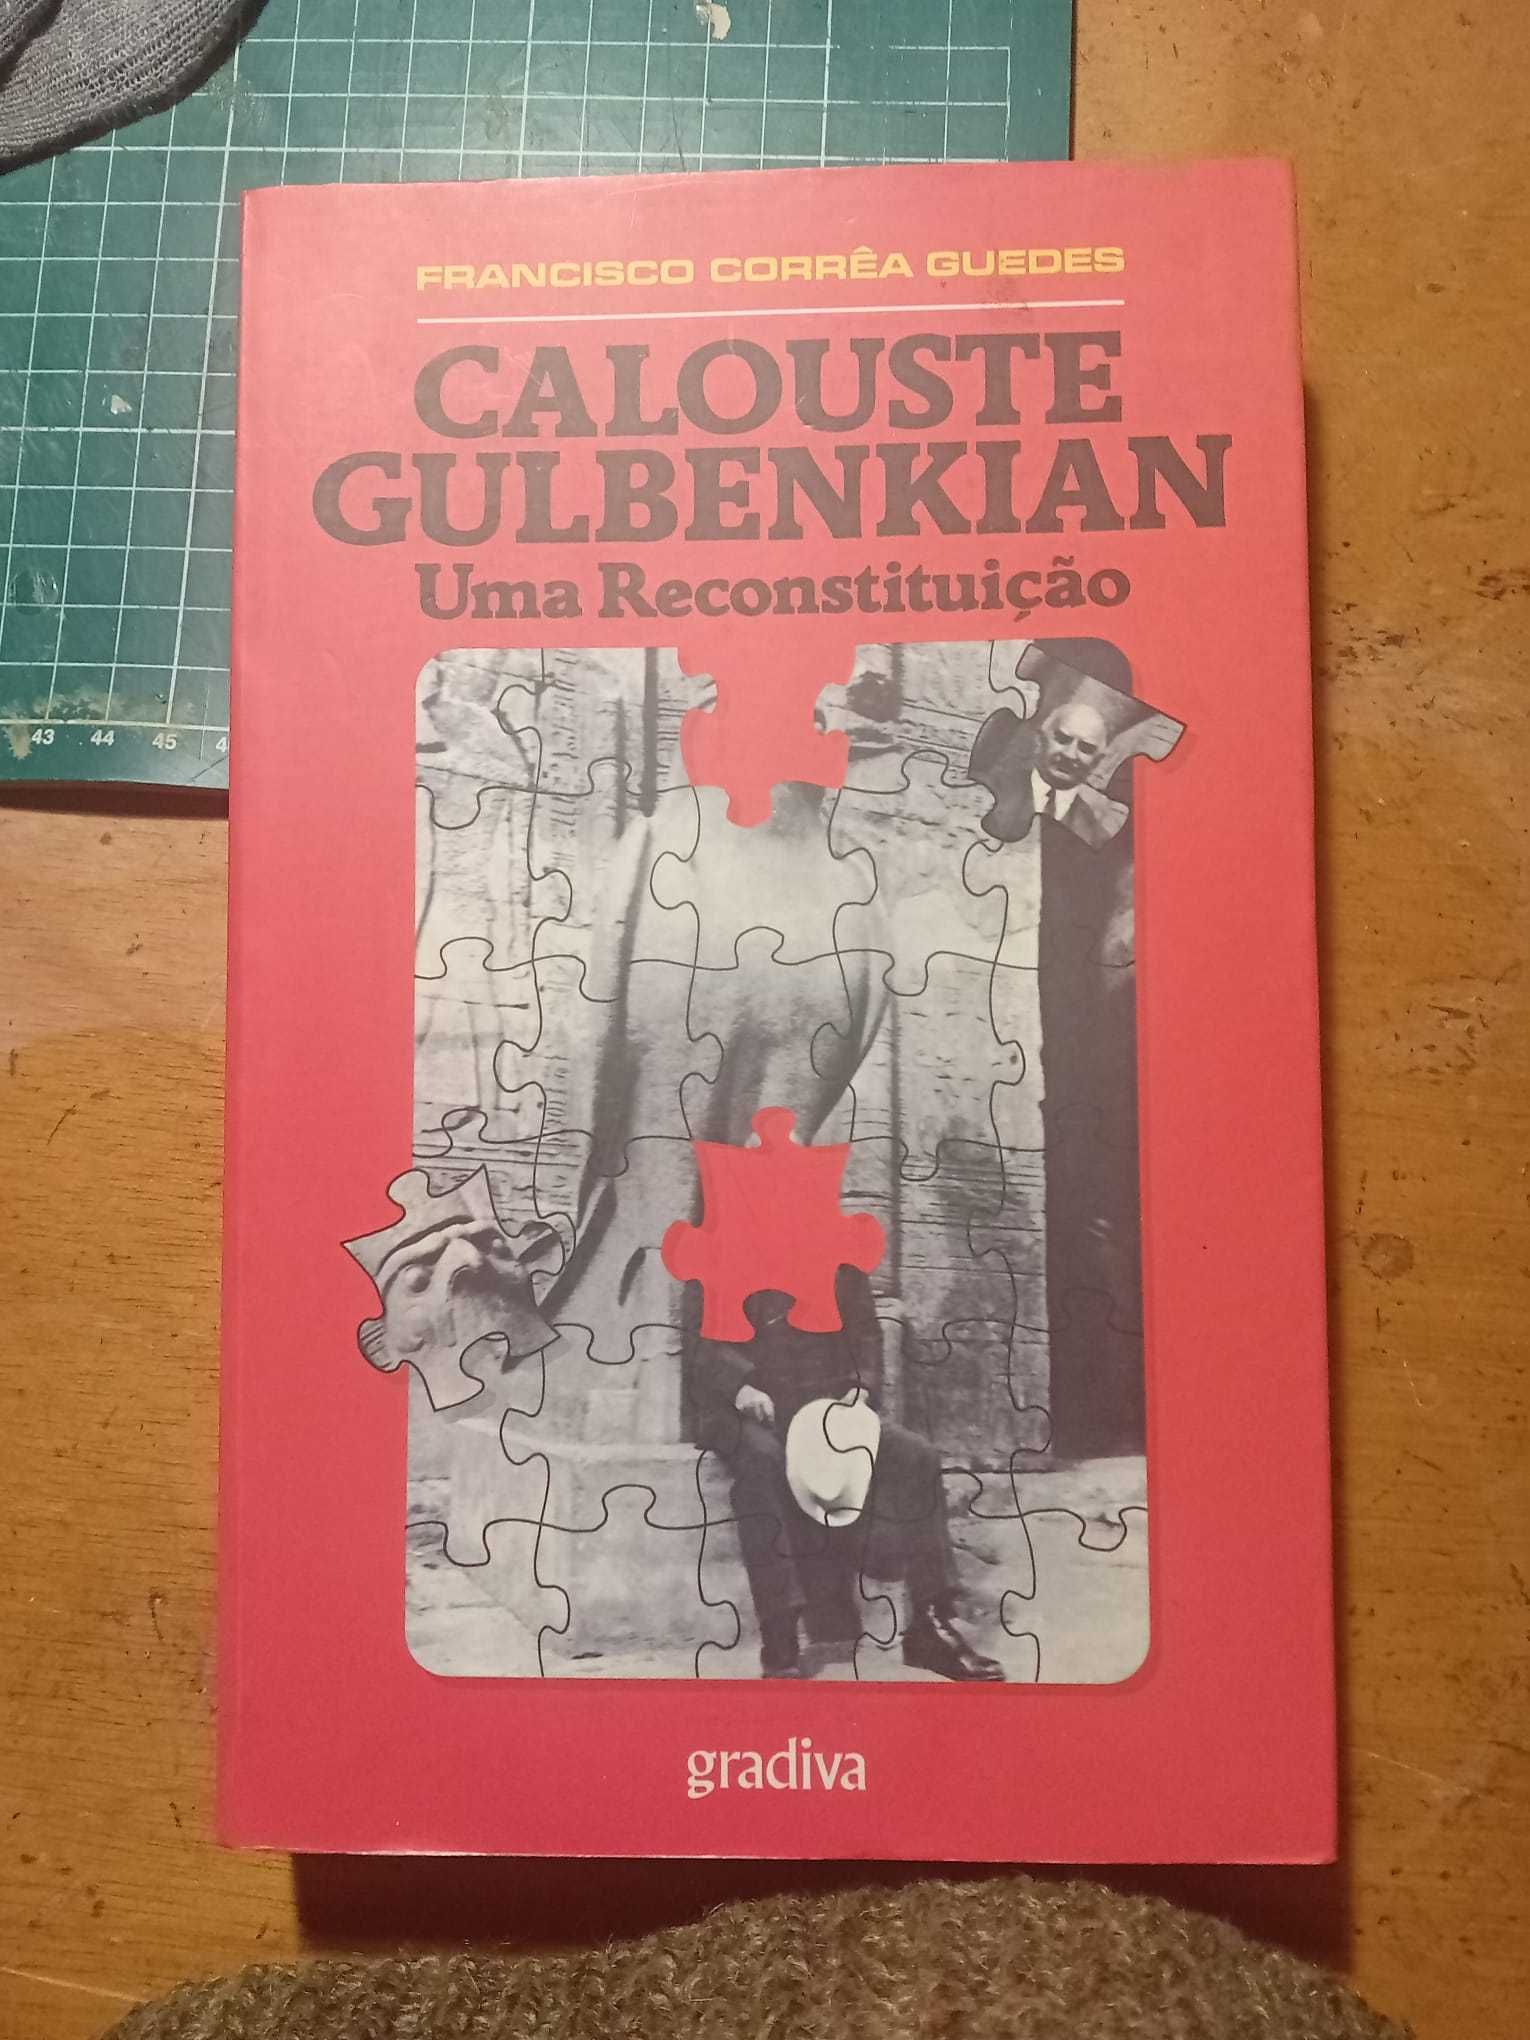 FRANCISCO CORRÊA GUEDES
CALOUSTE
GULBENKIAN
Uma Reconstituição
gradiva
43 44 45